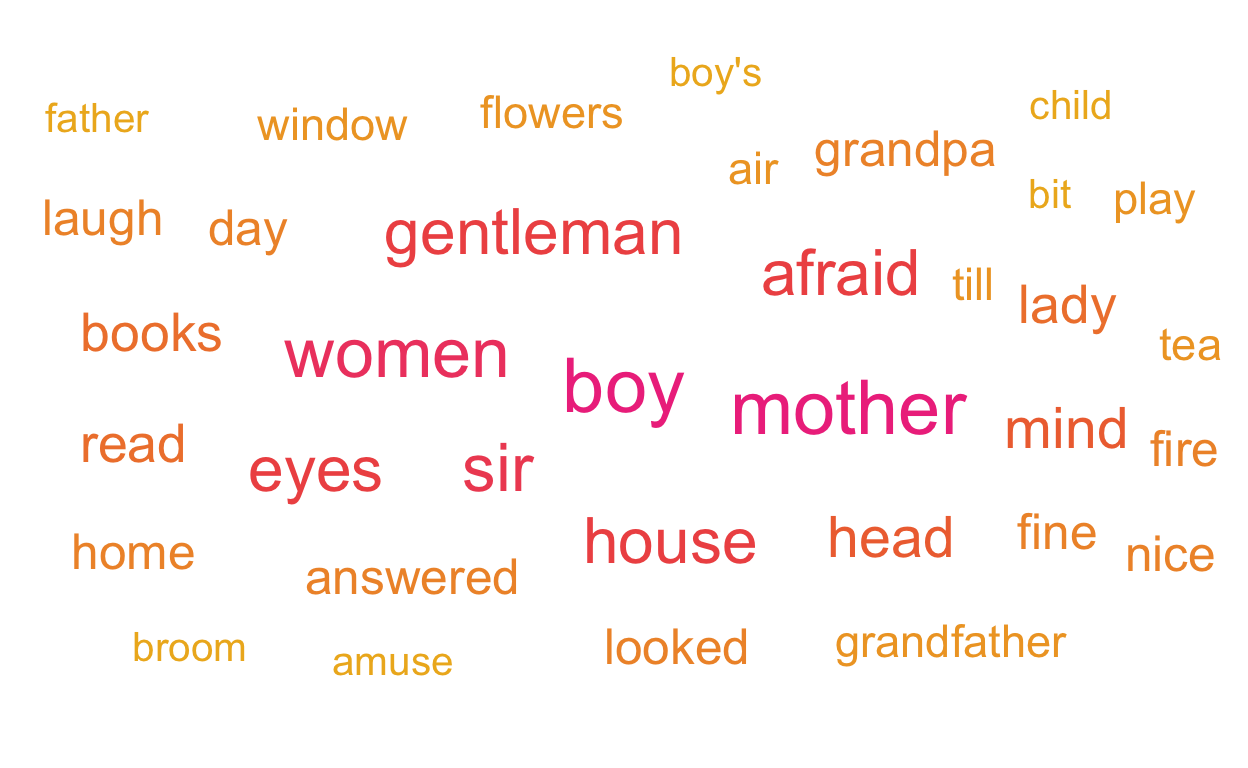 boy's
father
window
flowers
child
air
grandpa
bit
play
laugh
day
gentleman
afraid
till
lady
books
women
boy
mother
tea
read
eyes
sir
mind
fire
home
answered
house
head
fine
nice
broom
amuse
looked
grandfather